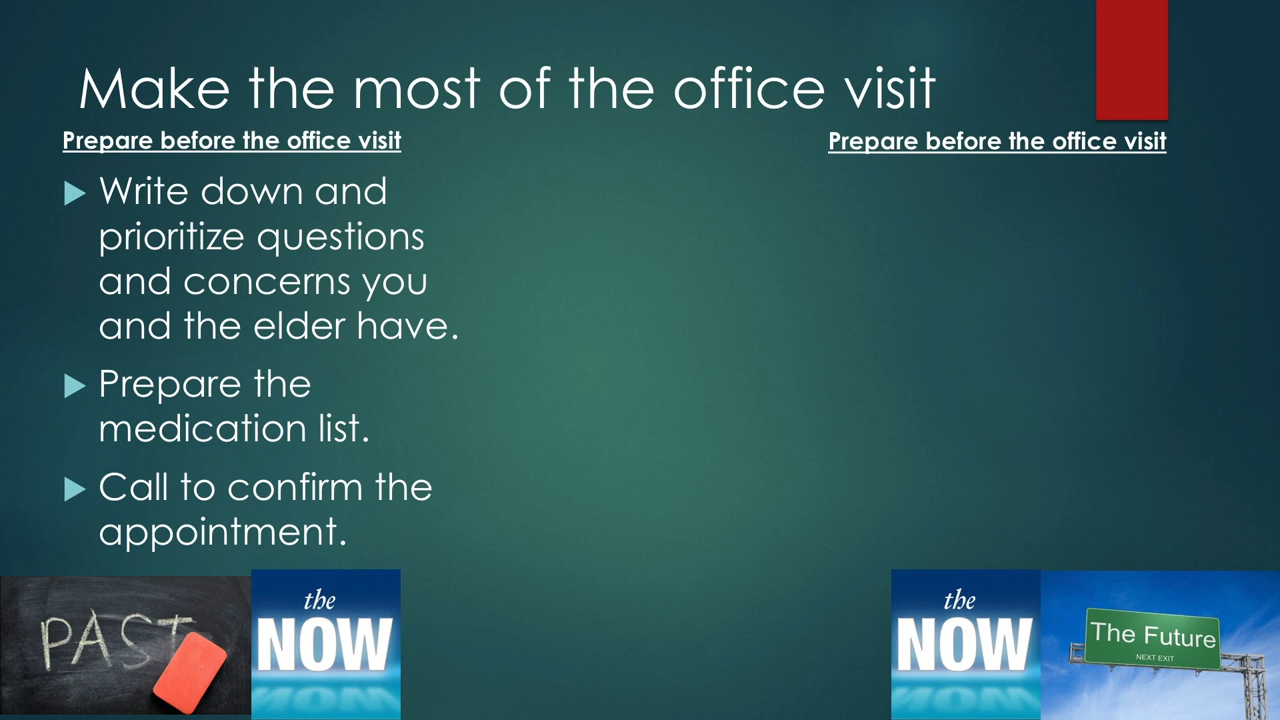 Make the most of the office visit
Prepare before the office visit
Write down and
prioritize questions
and concerns you
and the elder have.
Prepare the
medication list.
Call to confirm the
appointment.
Prepare before the office visit
PAST
the
NOW
the
NOW
The Future
NEXT EXIT